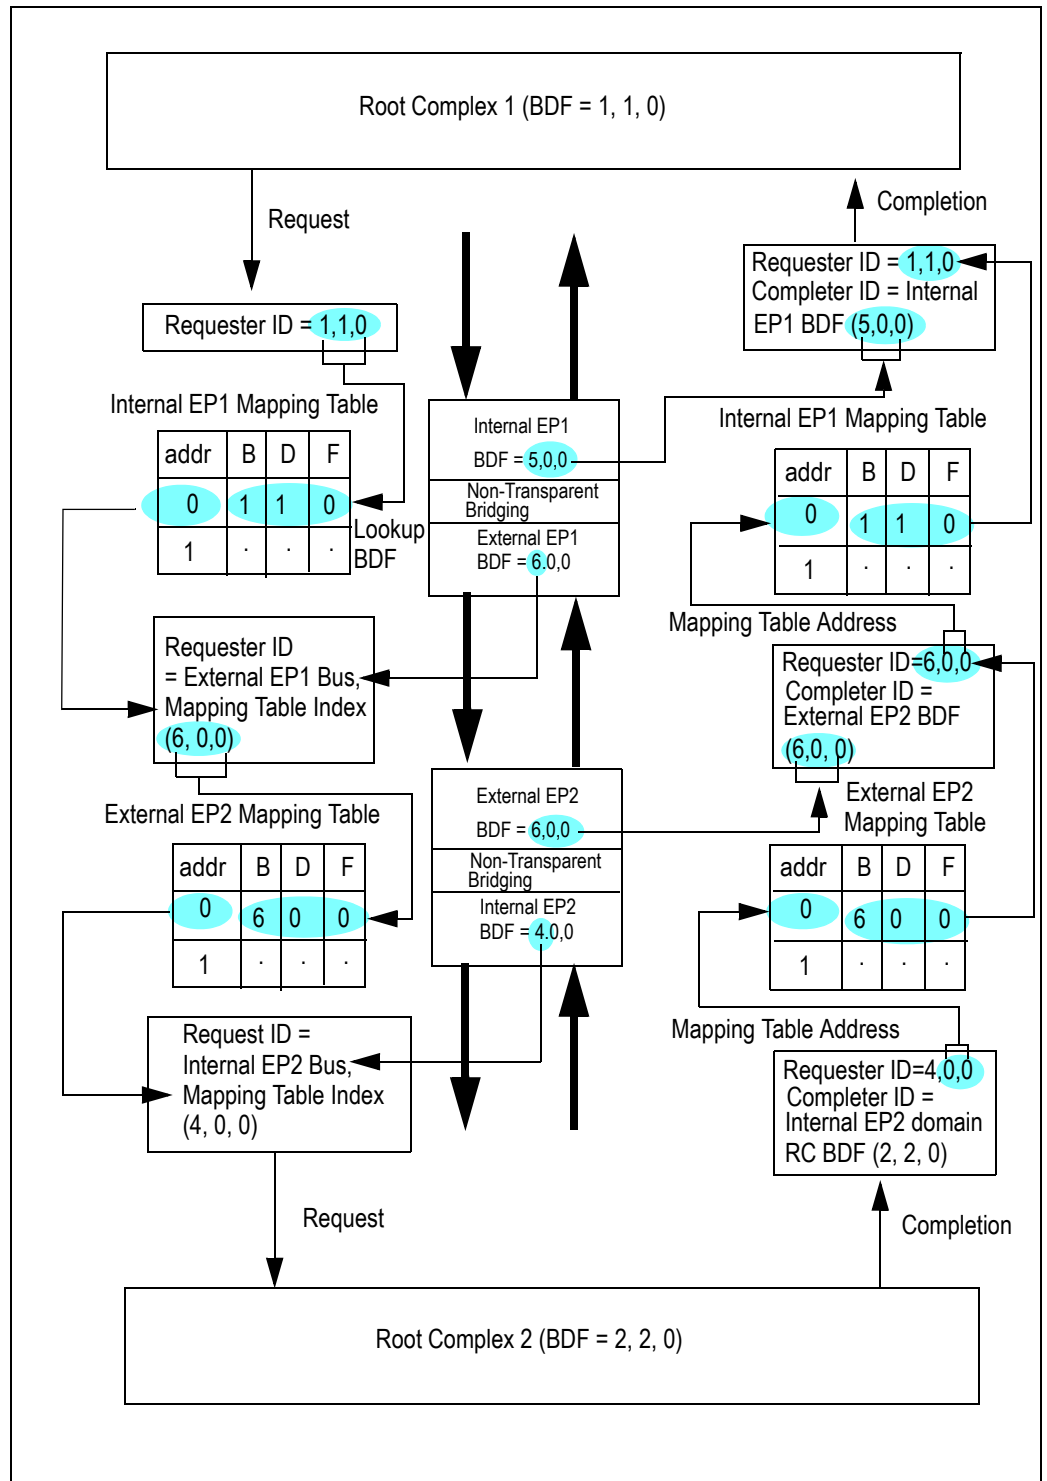 Root Complex 1 (BDF = 1, 1, 0)
Request
Completion
Requester ID = 1,1,0
Internal EP1 Mapping Table
addr B D F
0 1 1 0
1 . . .
Lookup
BDF
Requester ID
= External EP1 Bus,
Mapping Table Index
(6, 0,0)
External EP2 Mapping Table
addr B D F
0 6 0 0
1 . . .
Request ID =
Internal EP2 Bus,
Mapping Table Index
(4, 0, 0)
Request
Internal EP1
BDF = 5,0,0
Non-Transparent
Bridging
External EP1
BDF = 6.0,0
External EP2
BDF = 6,0,0
Non-Transparent
Bridging
Internal EP2
BDF = 4.0,0
Requester ID = 1,1,0
Completer ID = Internal
EP1 BDF (5,0,0)
Internal EP1 Mapping Table
addr B D F
0 1 1 0
1 . . .
Mapping Table Address
Requester ID=6,0,0
Completer ID =
External EP2 BDF
(6,0, 0)
External EP2
Mapping Table
addr B D F
0 6 0 0
1 . . .
Mapping Table Address
Requester ID=4,0,0
Completer ID =
Internal EP2 domain
RC BDF (2, 2, 0)
Completion
Root Complex 2 (BDF = 2, 2, 0)